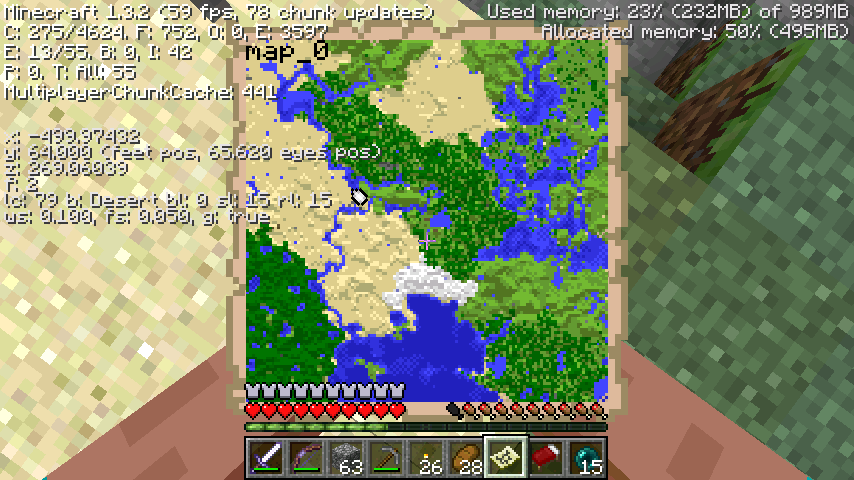 Minecraft 1.3.2 (59 fps, 78 chunk updates)
Used memory: 23% (232MB) of 989MB
C: 275/4624, F: 752, O: 0, E: 3597
Allocated memory: 50% (495MB)
map_0
E: 13/55, B: 0, I: 42
P: 0, T: All: 55
MultiplayerChunkCache: 441
y: 64.000 (feet pos, 65.620 eyes pos)
z: 269.06039
f: 2
lc: 79 b: Desert bl: 0 sl: 15 rl: 15
ws: 0.100, fs: 0.050, g: true
63
26
28
15